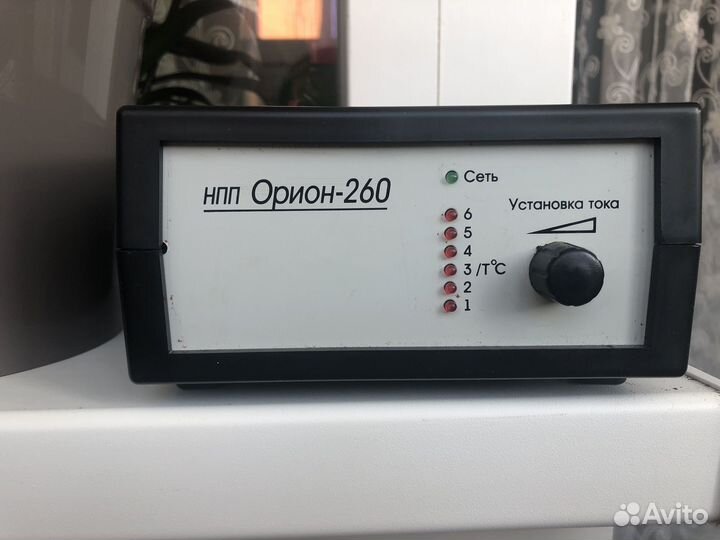 НПП Орион-260
Сеть
6
5
4
3 /T°C
2
1
Установка тока
Avito